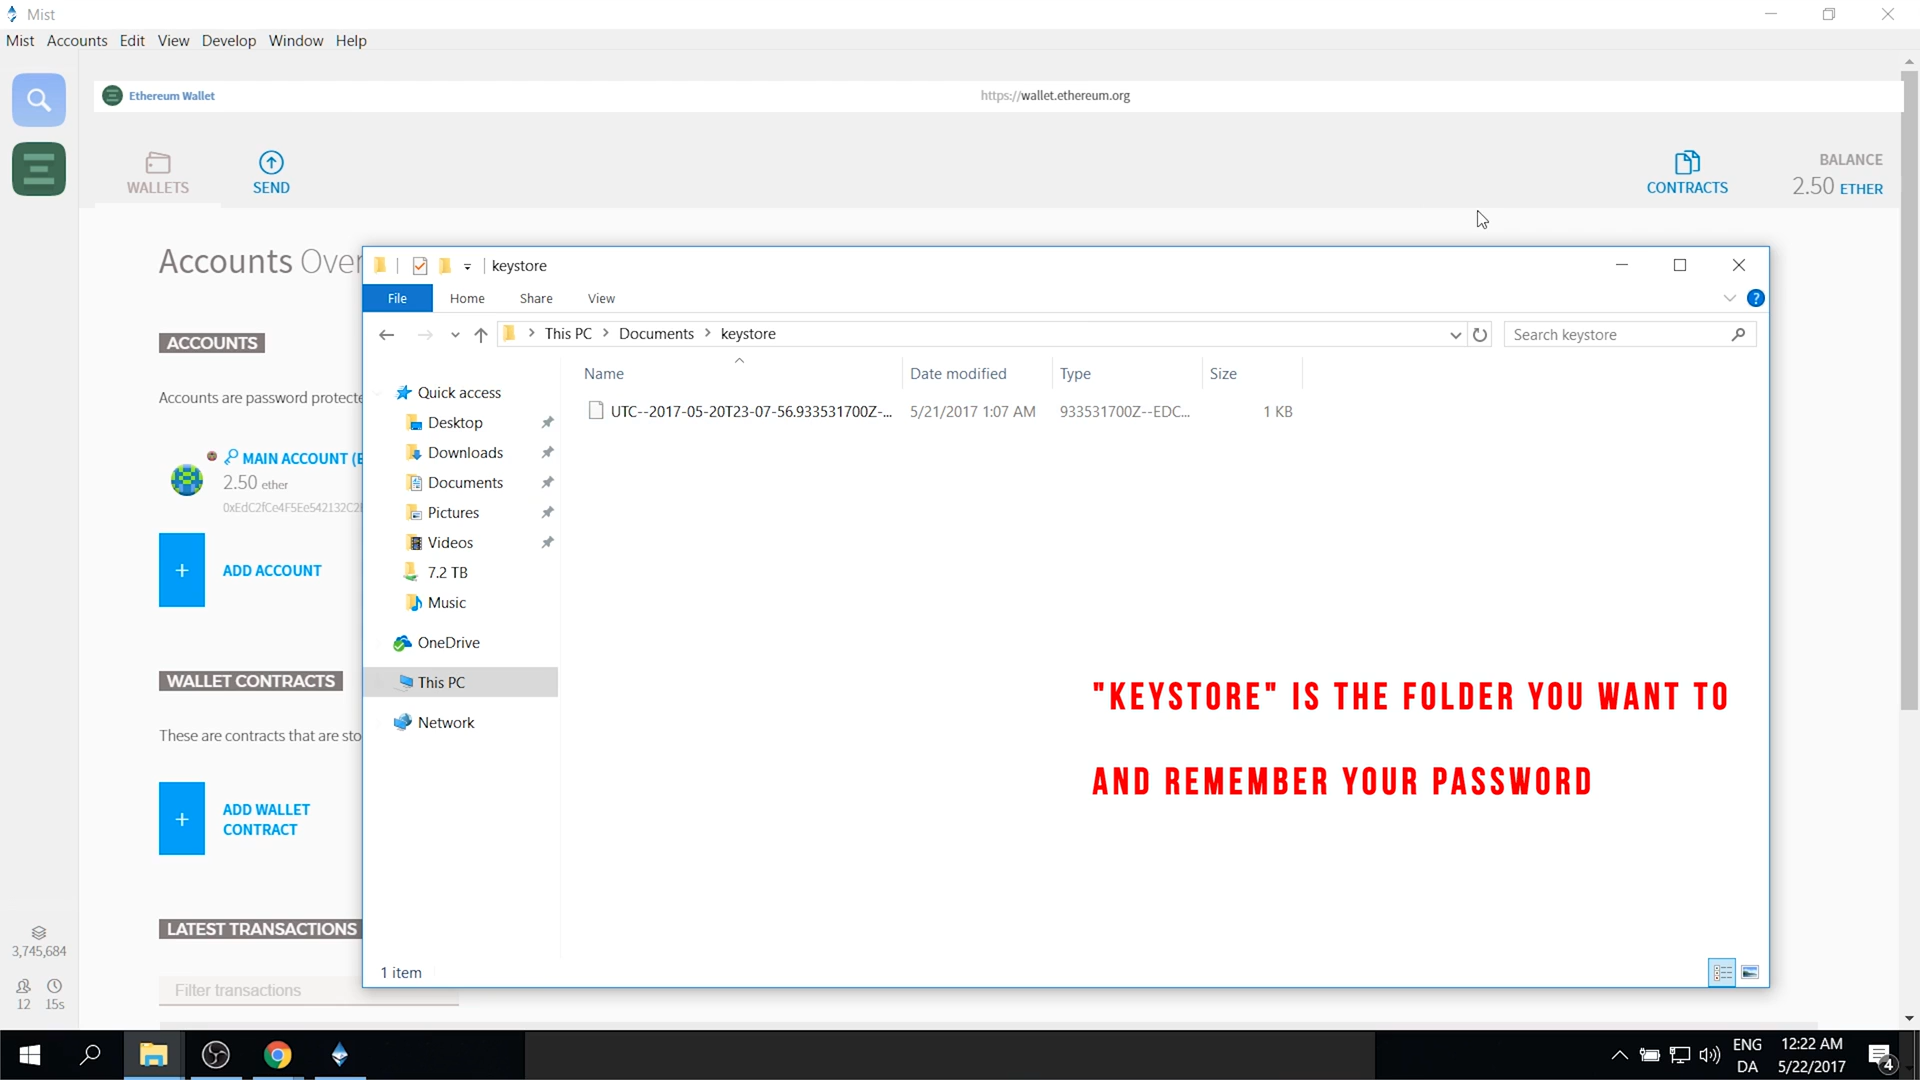 Mist
Mist Accounts Edit View Develop Window Help
Ethereum Wallet
https://wallet.ethereum.org
WALLETS
SEND
CONTRACTS
BALANCE
2.50 ETHER
Accounts Over
ACCOUNTS
Accounts are password protecte
MAIN ACCOUNT (E
2.50 ether
0xEdC2fCe4F5Ee542132C2
ADD ACCOUNT
WALLET CONTRACTS
These are contracts that are sto
ADD WALLET
CONTRACT
LATEST TRANSACTIONS
Filter transactions
3,745,684
12 15s
keystore
File Home Share View
This PC > Documents > keystore
Search keystore
Name Date modified Type Size
UTC--2017-05-20T23-07-56.933531700Z-... 5/21/2017 1:07 AM 933531700Z--EDC... 1 KB
Quick access
Desktop
Downloads
Documents
Pictures
Videos
7.2 TB
Music
OneDrive
This PC
Network
1 item
"KEYSTORE" IS THE FOLDER YOU WANT TO
AND REMEMBER YOUR PASSWORD
ENG
DA
12:22 AM
5/22/2017
4